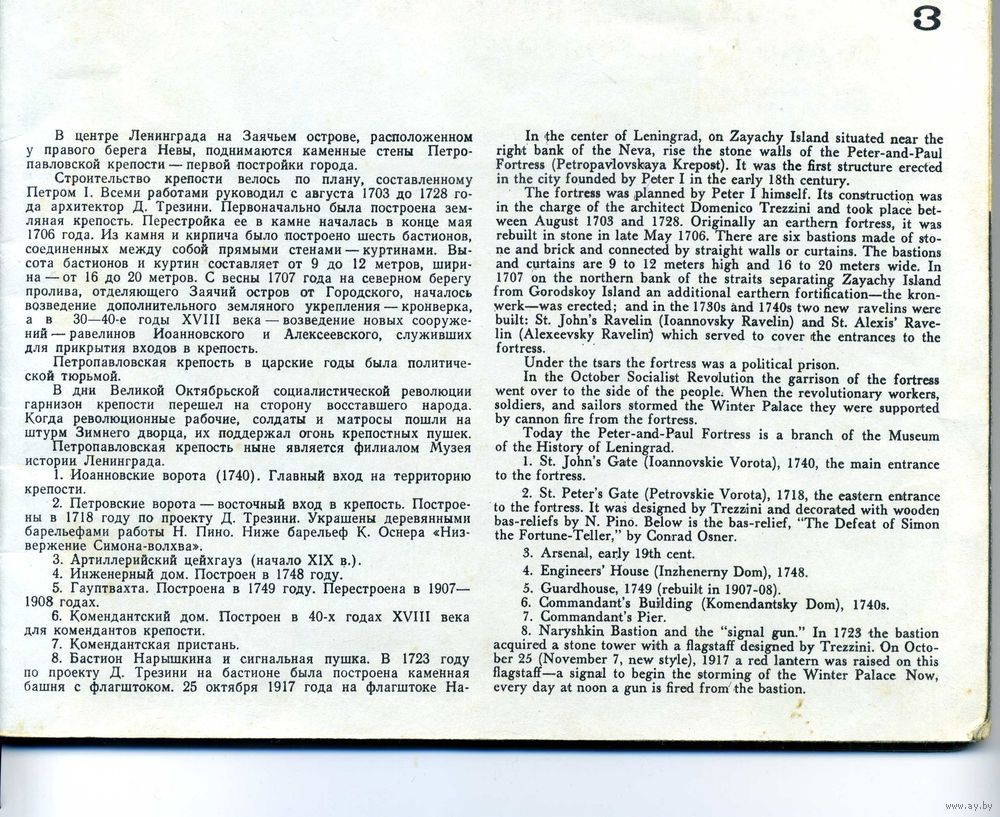 3
В центре Ленинграда на Заячьем острове, расположенном
у правого берега Невы, поднимаются каменные стены Петро-
павловской крепости — первой постройки города.
Строительство крепости велось по плану, составленному
Петром I. Всеми работами руководил с августа 1703 до 1728 го-
да архитектор Д. Трезини. Первоначально была построена зем-
ляная крепость. Перестройка ее в камне началась в конце мая
1706 года. Из камня и кирпича было построено шесть бастионов,
соединенных между собой прямыми стенами — куртинами. Вы-
сота бастионов и куртин составляет от 9 до 12 метров, шири-
на — от 16 до 20 метров. С весны 1707 года на северном берегу
пролива, отделяющего Заячий остров от Городского, началось
возведение дополнительного земляного укрепления — кронверка,
а в 30—40-е годы XVIII века — возведение новых сооруже-
ний — равелинов Иоанновского и Алексеевского, служивших
для прикрытия входов в крепость.
Петропавловская крепость в царские годы была политиче-
ской тюрьмой.
В дни Великой Октябрьской социалистической революции
гарнизон крепости перешел на сторону восставшего народа.
Когда революционные рабочие, солдаты и матросы пошли на
штурм Зимнего дворца, их поддержал огонь крепостных пушек.
Петропавловская крепость ныне является филиалом Музея
истории Ленинграда.
1. Иоанновские ворота (1740). Главный вход на территорию
крепости.
2. Петровские ворота — восточный вход в крепость. Построе-
ны в 1718 году по проекту Д. Трезини. Украшены деревянными
барельефами работы Н. Пино. Ниже барельеф К. Оснера «Низ-
вержение Симона-волхва».
3. Артиллерийский цейхгауз (начало XIX в.).
4. Инженерный дом. Построен в 1748 году.
5. Гауптвахта. Построена в 1749 году. Перестроена в 1907—
1908 годах.
6. Комендантский дом. Построен в 40-х годах XVIII века
для комендантов крепости.
7. Комендантская пристань.
8. Бастион Нарышкина и сигнальная пушка. В 1723 году
по проекту Д. Трезини на бастионе была построена каменная
башня с флагштоком. 25 октября 1917 года на флагштоке На-
In the center of Leningrad, on Zayachy Island situated near the
right bank of the Neva, rise the stone walls of the Peter-and-Paul
Fortress (Petropavlovskaya Krepost). It was the first structure erected
in the city founded by Peter I in the early 18th century.
The fortress was planned by Peter I himself. Its construction was
in the charge of the architect Domenico Trezzini and took place bet-
ween August 1703 and 1728. Originally an earthern fortress, it was
rebuilt in stone in late May 1706. There are six bastions made of sto-
ne and brick and connected by straight walls or curtains. The bastions
and curtains are 9 to 12 meters high and 16 to 20 meters wide. In
1707 on the northern bank of the straits separating Zayachy Island
from Gorodskoy Island an additional earthern fortification—the kron-
werk—was erected; and in the 1730s and 1740s two new ravelins were
built: St. John's Ravelin (Ioannovsky Ravelin) and St. Alexis' Rave-
lin (Alexeevsky Ravelin) which served to cover the entrances to the
fortress.
Under the tsars the fortress was a political prison.
In the October Socialist Revolution the garrison of the fortress
went over to the side of the people. When the revolutionary workers,
soldiers, and sailors stormed the Winter Palace they were supported
by cannon fire from the fortress.
Today the Peter-and-Paul Fortress is a branch of the Museum
of the History of Leningrad.
1. St. John's Gate (Ioannovskie Vorota), 1740, the main entrance
to the fortress.
2. St. Peter's Gate (Petrovskie Vorota), 1718, the eastern entrance
to the fortress. It was designed by Trezzini and decorated with wooden
bas-reliefs by N. Pino. Below is the bas-relief, "The Defeat of Simon
the Fortune-Teller," by Conrad Osner.
3. Arsenal, early 19th cent.
4. Engineers' House (Inzhenerny Dom), 1748.
5. Guardhouse, 1749 (rebuilt in 1907-08).
6. Commandant's Building (Komendantsky Dom), 1740s.
7. Commandant's Pier.
8. Naryshkin Bastion and the "signal gun." In 1723 the bastion
acquired a stone tower with a flagstaff designed by Trezzini. On Octo-
ber 25 (November 7, new style), 1917 a red lantern was raised on this
flagstaff—a signal to begin the storming of the Winter Palace Now,
every day at noon a gun is fired from the bastion.
www.ay.by